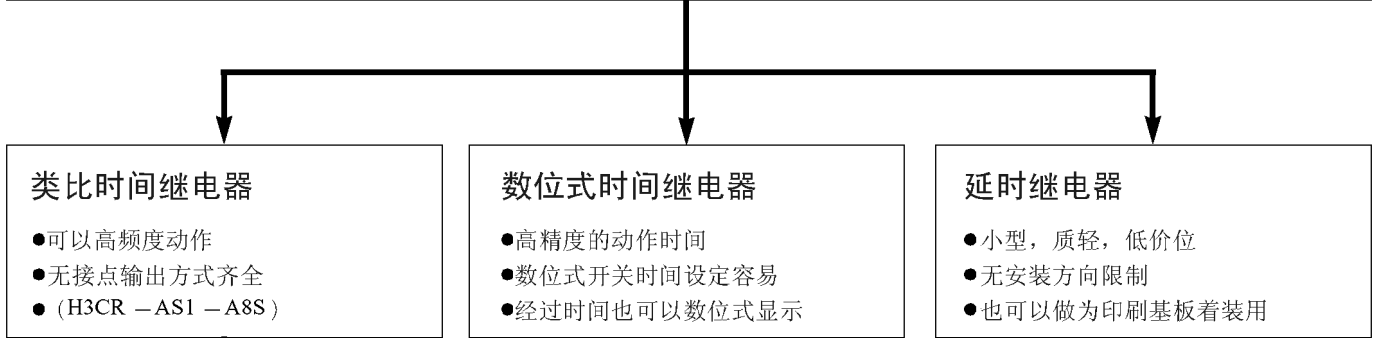 类比时间继电器
●可以高频度动作
●无接点输出方式齐全
●（H3CR－AS1－A8S）
数位式时间继电器
●高精度的动作时间
●数位式开关时间设定容易
●经过时间也可以数位式显示
延时继电器
●小型，质轻，低价位
●无安装方向限制
●也可以做为印刷基板着装用